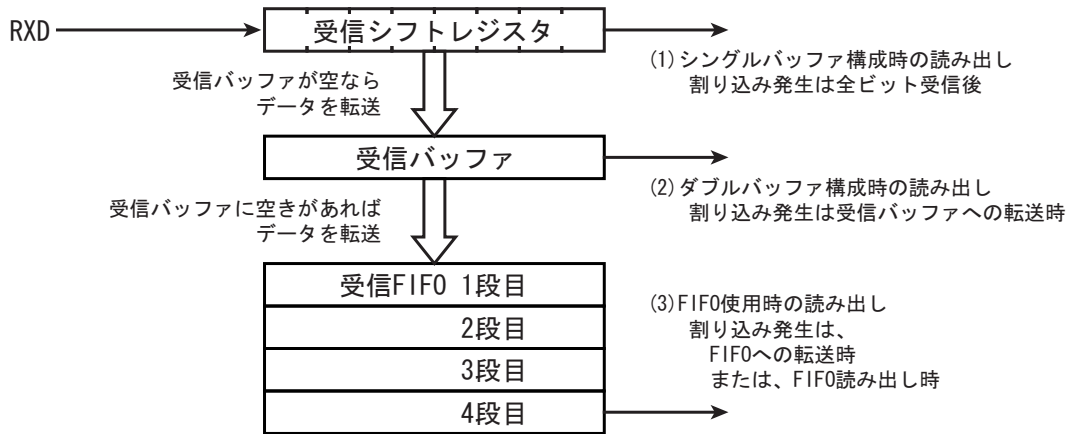 RXD
受信シフトレジスタ
(1)シングルバッファ構成時の読み出し
割り込み発生は全ビット受信後
受信バッファが空なら
データを転送
受信バッファ
(2)ダブルバッファ構成時の読み出し
割り込み発生は受信バッファへの転送時
受信バッファに空きがあれば
データを転送
受信FIFO 1段目
2段目
3段目
4段目
(3)FIFO使用時の読み出し
割り込み発生は、
FIFOへの転送時
または、FIFO読み出し時